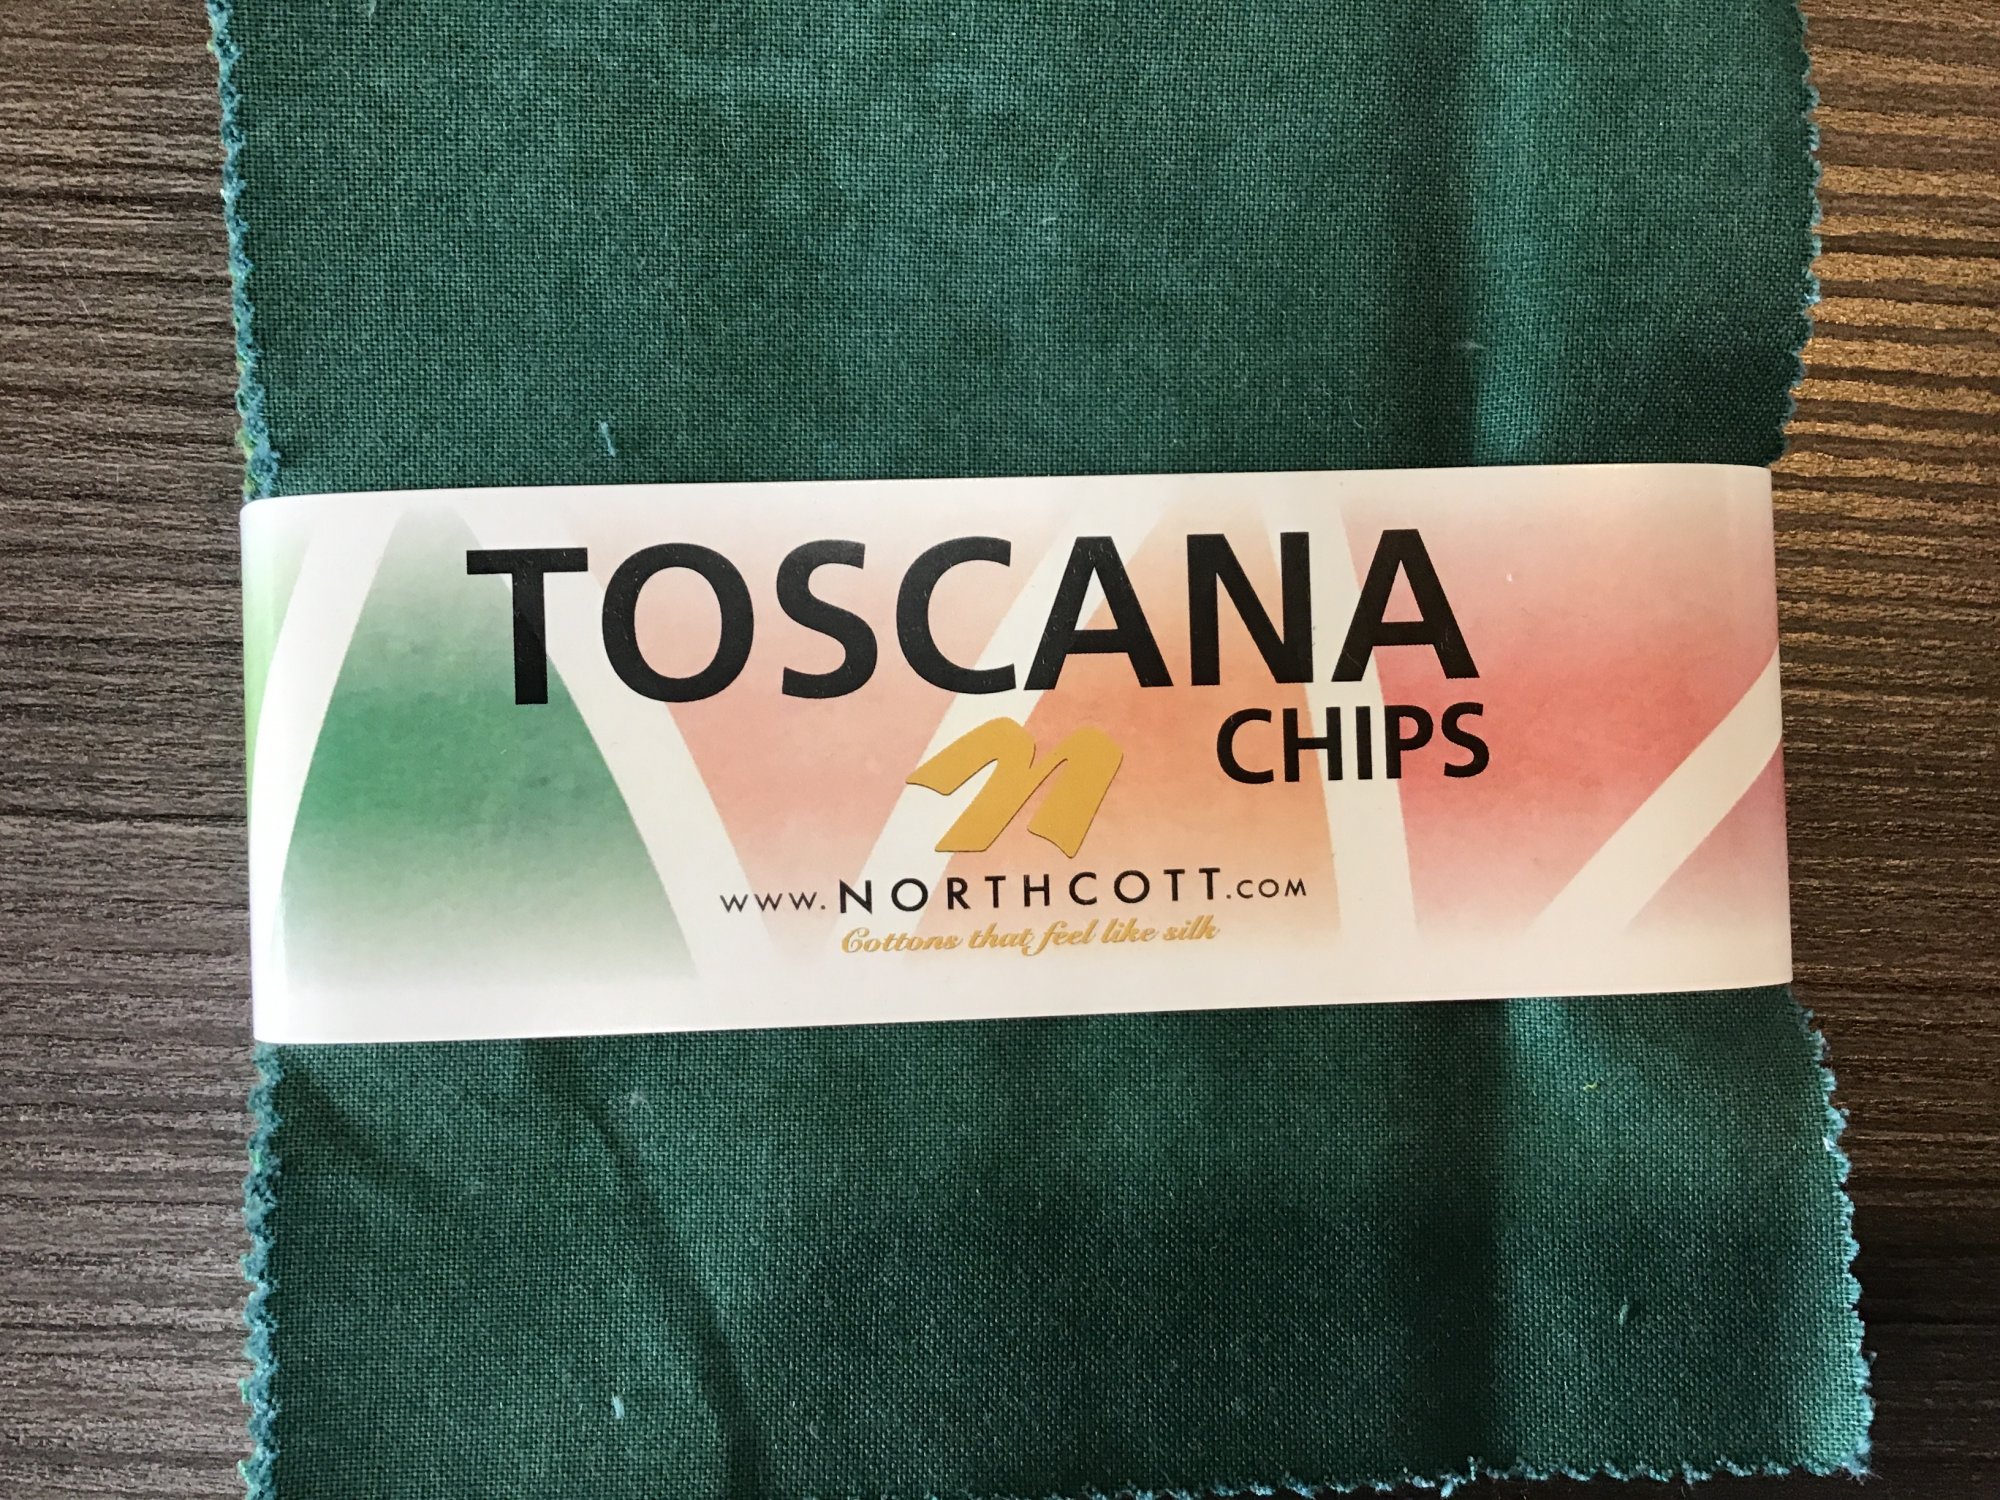 TOSCANA
CHIPS
www.NORTHCOTT.COM
Cottons that feel like silk